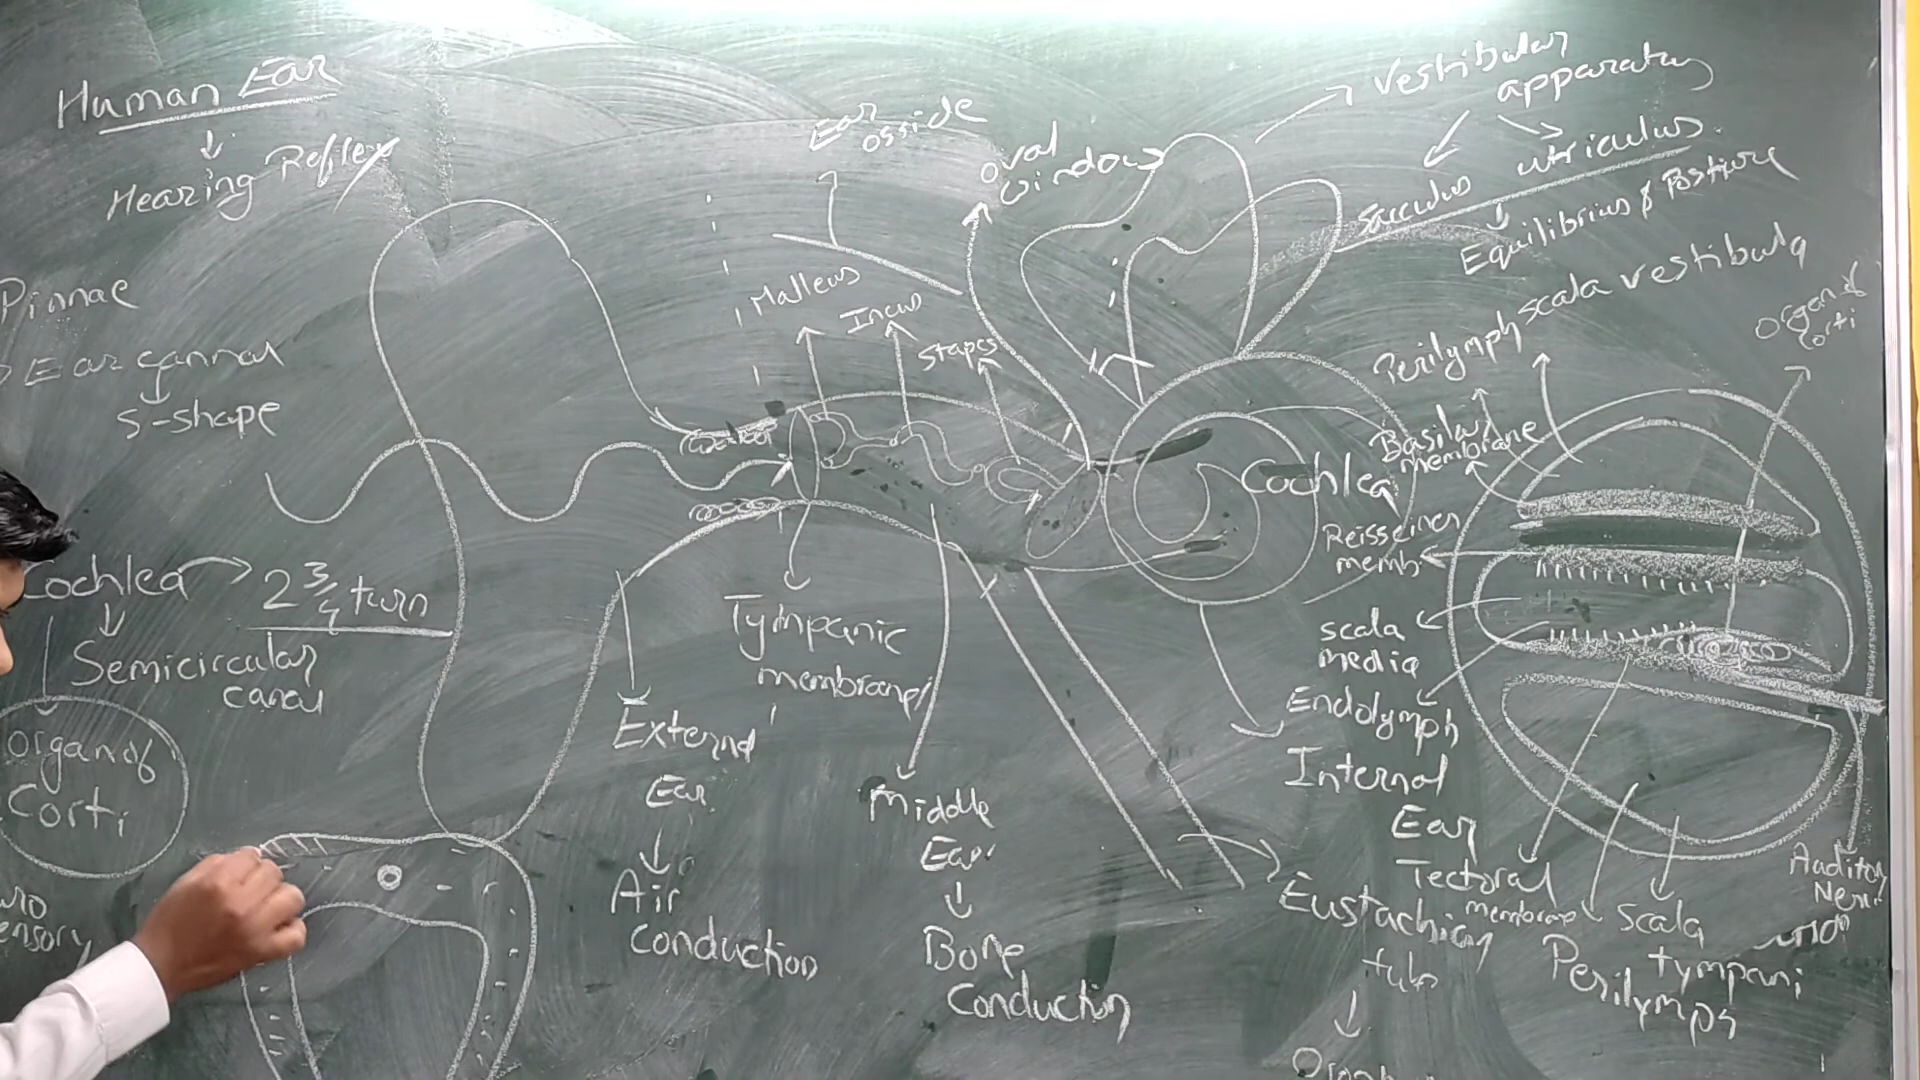 Human Ear
Hearing Reflex
Pinnae
Ear cannal
S-shape
Cochlea
2 3/4 turn
Semicircular
canal
Organ of
Corti
Ear
osside
oval
window
Malleus
Incus
Stapes
Tympanic
membrane
External
Ear
Air
conduction
Middle
Ear
Bone
Conduction
Vestibular
apparatus
Sacculus
utriculus
Equilibrium & Posture
scala vestibula
Organ of
Corti
Perilymph
Basilar
membrane
Cochlea
Reissener
memb.
scala
media
Endolymph
Internal
Ear
Tectoral
membrane
Auditory
Nerve
Scala
tympani
Perilymph
Eustachian
tube